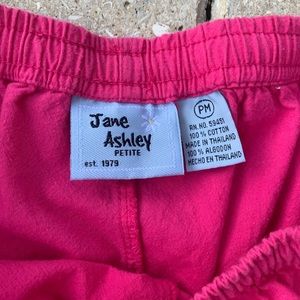 Jane
Ashley
PETITE
est. 1979
PM
RN NO. 59491
100% COTTON
MADE IN THAILAND
100% ALGODON
HECHO EN THAILAND